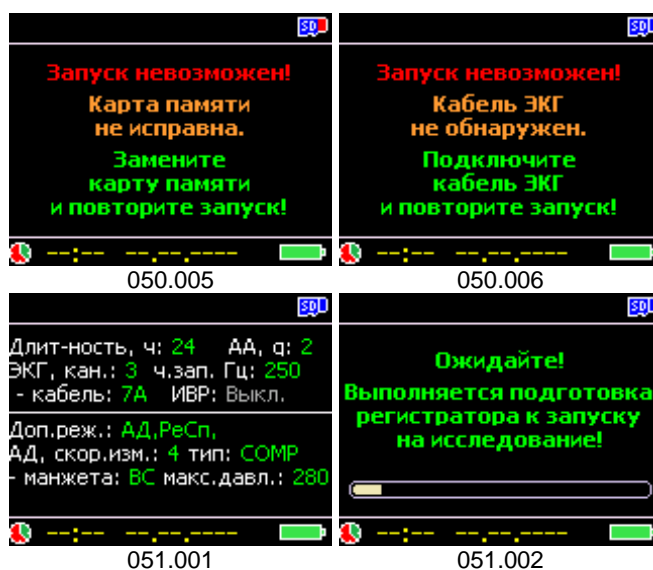 SD
Запуск невозможен!
Карта памяти
не исправна.
Замените
карту памяти
и повторите запуск!
--:-- --.--.----
050.005
SD
Запуск невозможен!
Кабель ЭКГ
не обнаружен.
Подключите
кабель ЭКГ
и повторите запуск!
--:-- --.--.----
050.006
SD
Длит-ность, ч: 24 АА, q: 2
ЭКГ, кан.: 3 ч.зап. Гц: 250
- кабель: 7А ИВР: Выкл.
Доп.реж.: АД,РеСп,
АД, скор.изм.: 4 тип: COMP
- манжета: ВС макс.давл.: 280
--:-- --.--.----
051.001
SD
Ожидайте!
Выполняется подготовка
регистратора к запуску
на исследование!
--:-- --.--.----
051.002